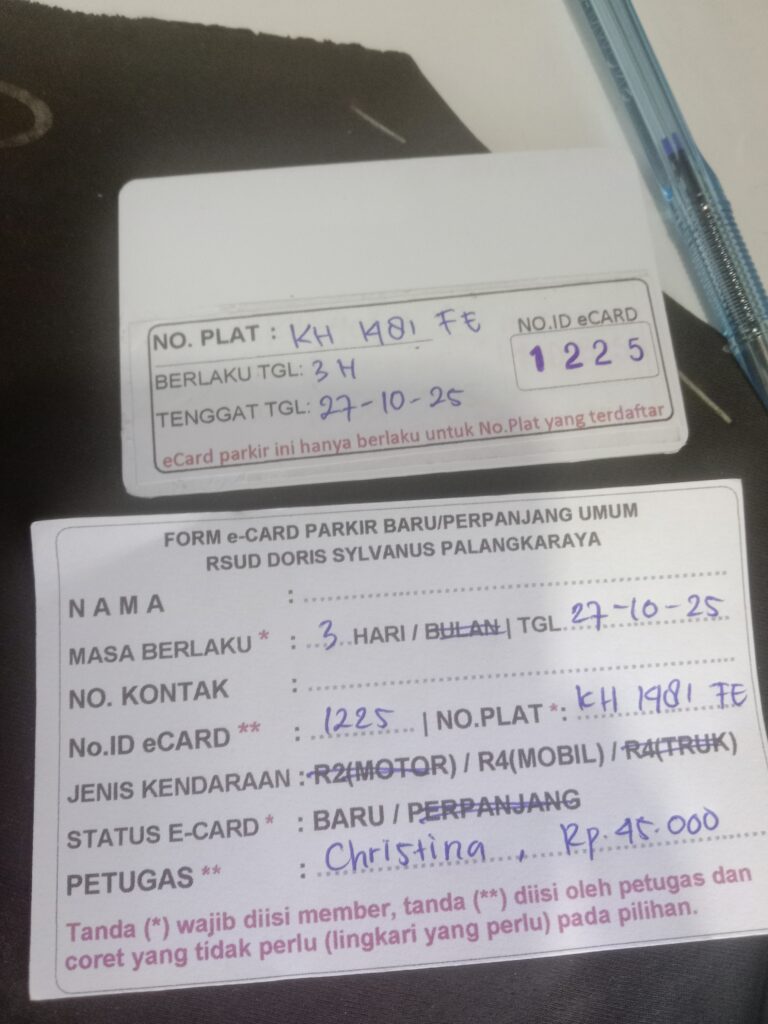 NO. PLAT : KH 1981 FE
NO.ID eCARD
1225
BERLAKU TGL: 3 H
TENGGAT TGL: 27-10-25
eCard parkir ini hanya berlaku untuk No.Plat yang terdaftar
FORM e-CARD PARKIR BARU/PERPANJANG UMUM
RSUD DORIS SYLVANUS PALANGKARAYA
NAMA :
MASA BERLAKU * : 3 HARI / BULAN | TGL 27-10-25
NO. KONTAK :
No.ID eCARD ** : 1225 | NO.PLAT *: KH 1981 FE
JENIS KENDARAAN : R2(MOTOR) / R4(MOBIL) / R4(TRUK)
STATUS E-CARD * : BARU / PERPANJANG
PETUGAS ** : Christina , Rp. 45.000
Tanda (*) wajib diisi member, tanda (**) diisi oleh petugas dan
coret yang tidak perlu (lingkari yang perlu) pada pilihan.